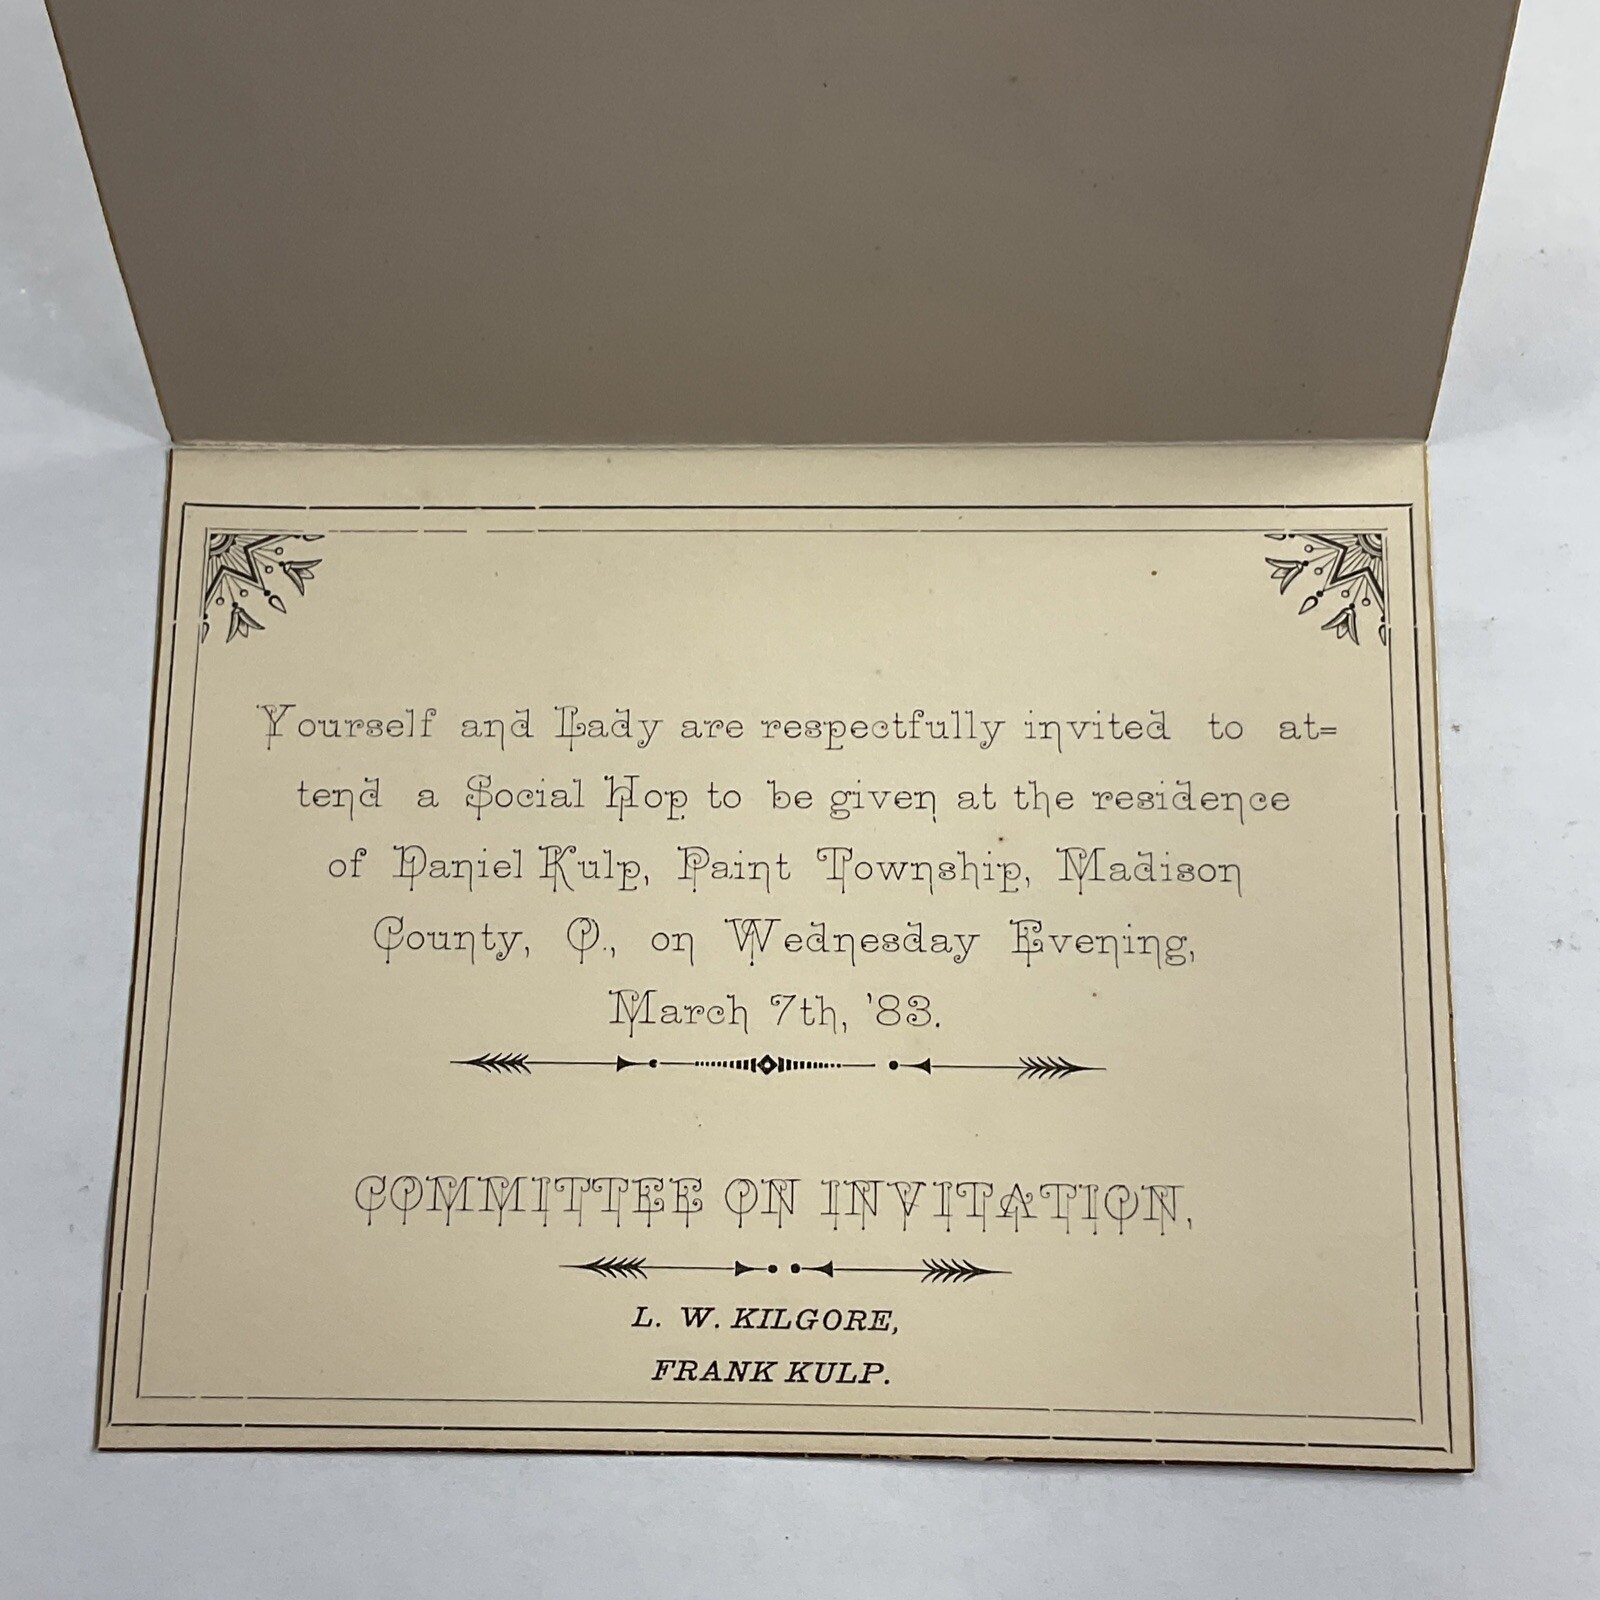 Yourself and Lady are respectfully invited to at=
tend a Social Hop to be given at the residence
of Daniel Kulp, Paint Township, Madison
County, O., on Wednesday Evening,
March 7th, '83.
COMMITTEE ON INVITATION,
L. W. KILGORE,
FRANK KULP.